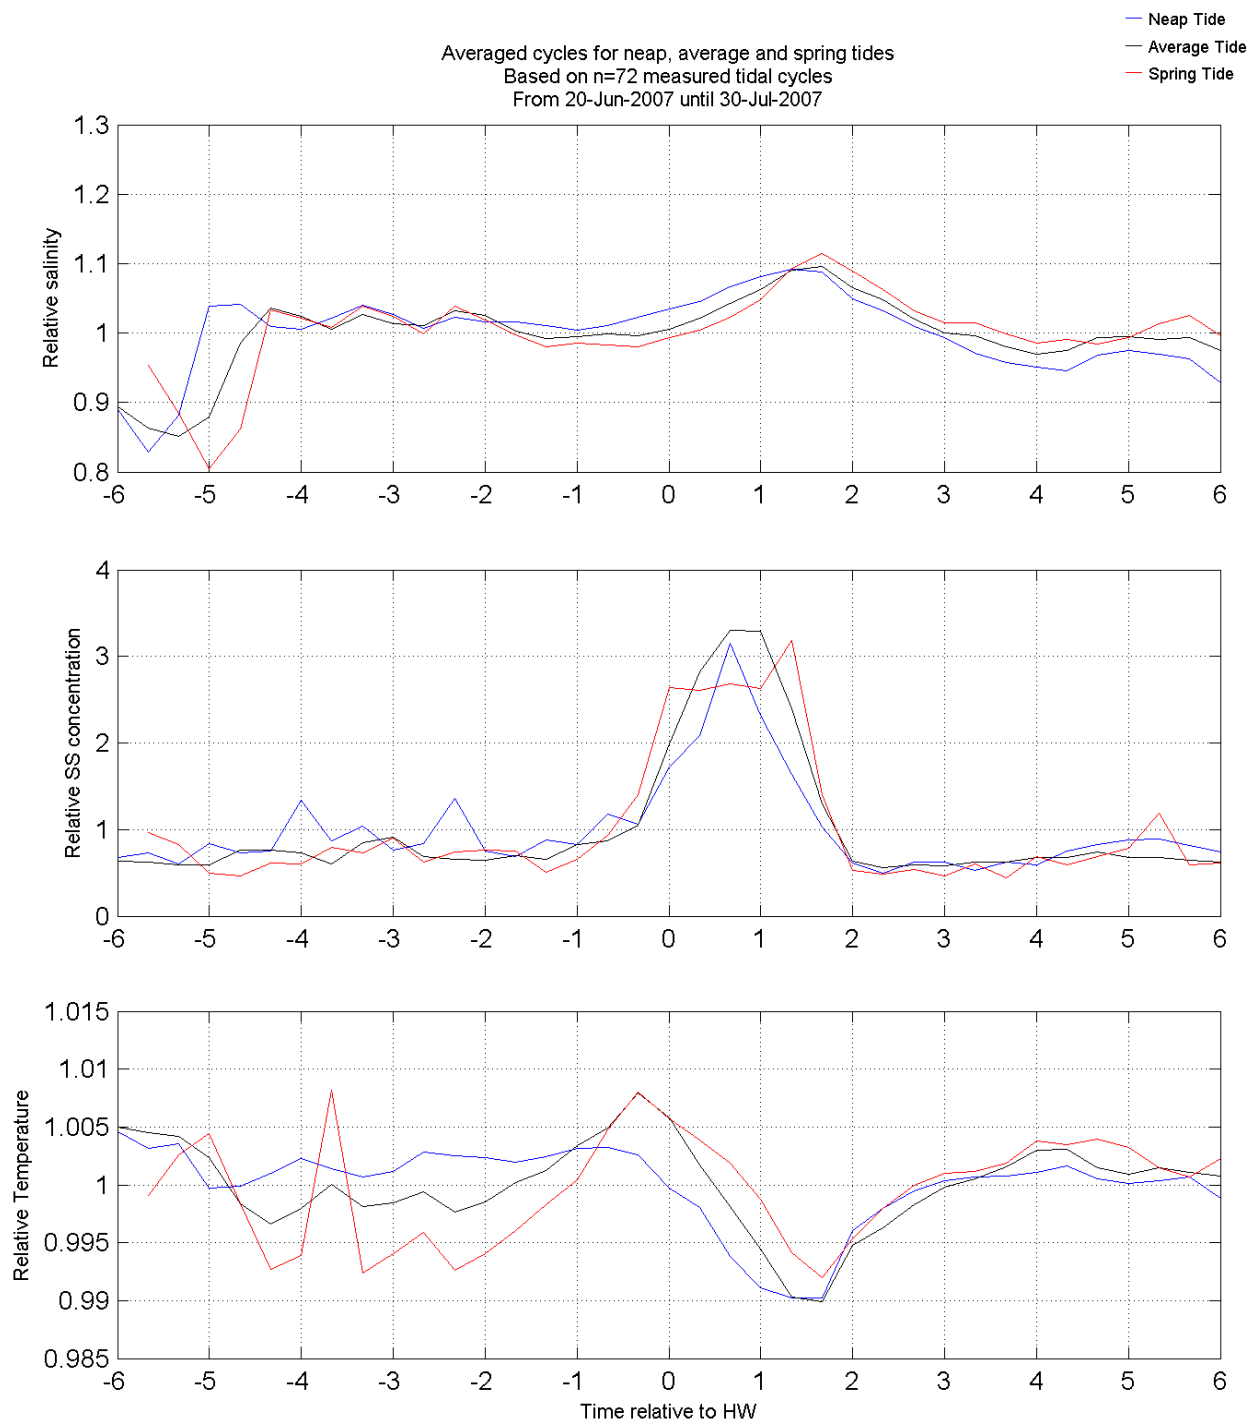 Neap Tide
Average Tide
Spring Tide
Averaged cycles for neap, average and spring tides
Based on n=72 measured tidal cycles
From 20-Jun-2007 until 30-Jul-2007
1.3
1.2
1.1
1
0.9
0.8
Relative salinity
-6 -5 -4 -3 -2 -1 0 1 2 3 4 5 6
4
3
2
1
0
Relative SS concentration
-6 -5 -4 -3 -2 -1 0 1 2 3 4 5 6
1.015
1.01
1.005
1
0.995
0.99
0.985
Relative Temperature
-6 -5 -4 -3 -2 -1 0 1 2 3 4 5 6
Time relative to HW